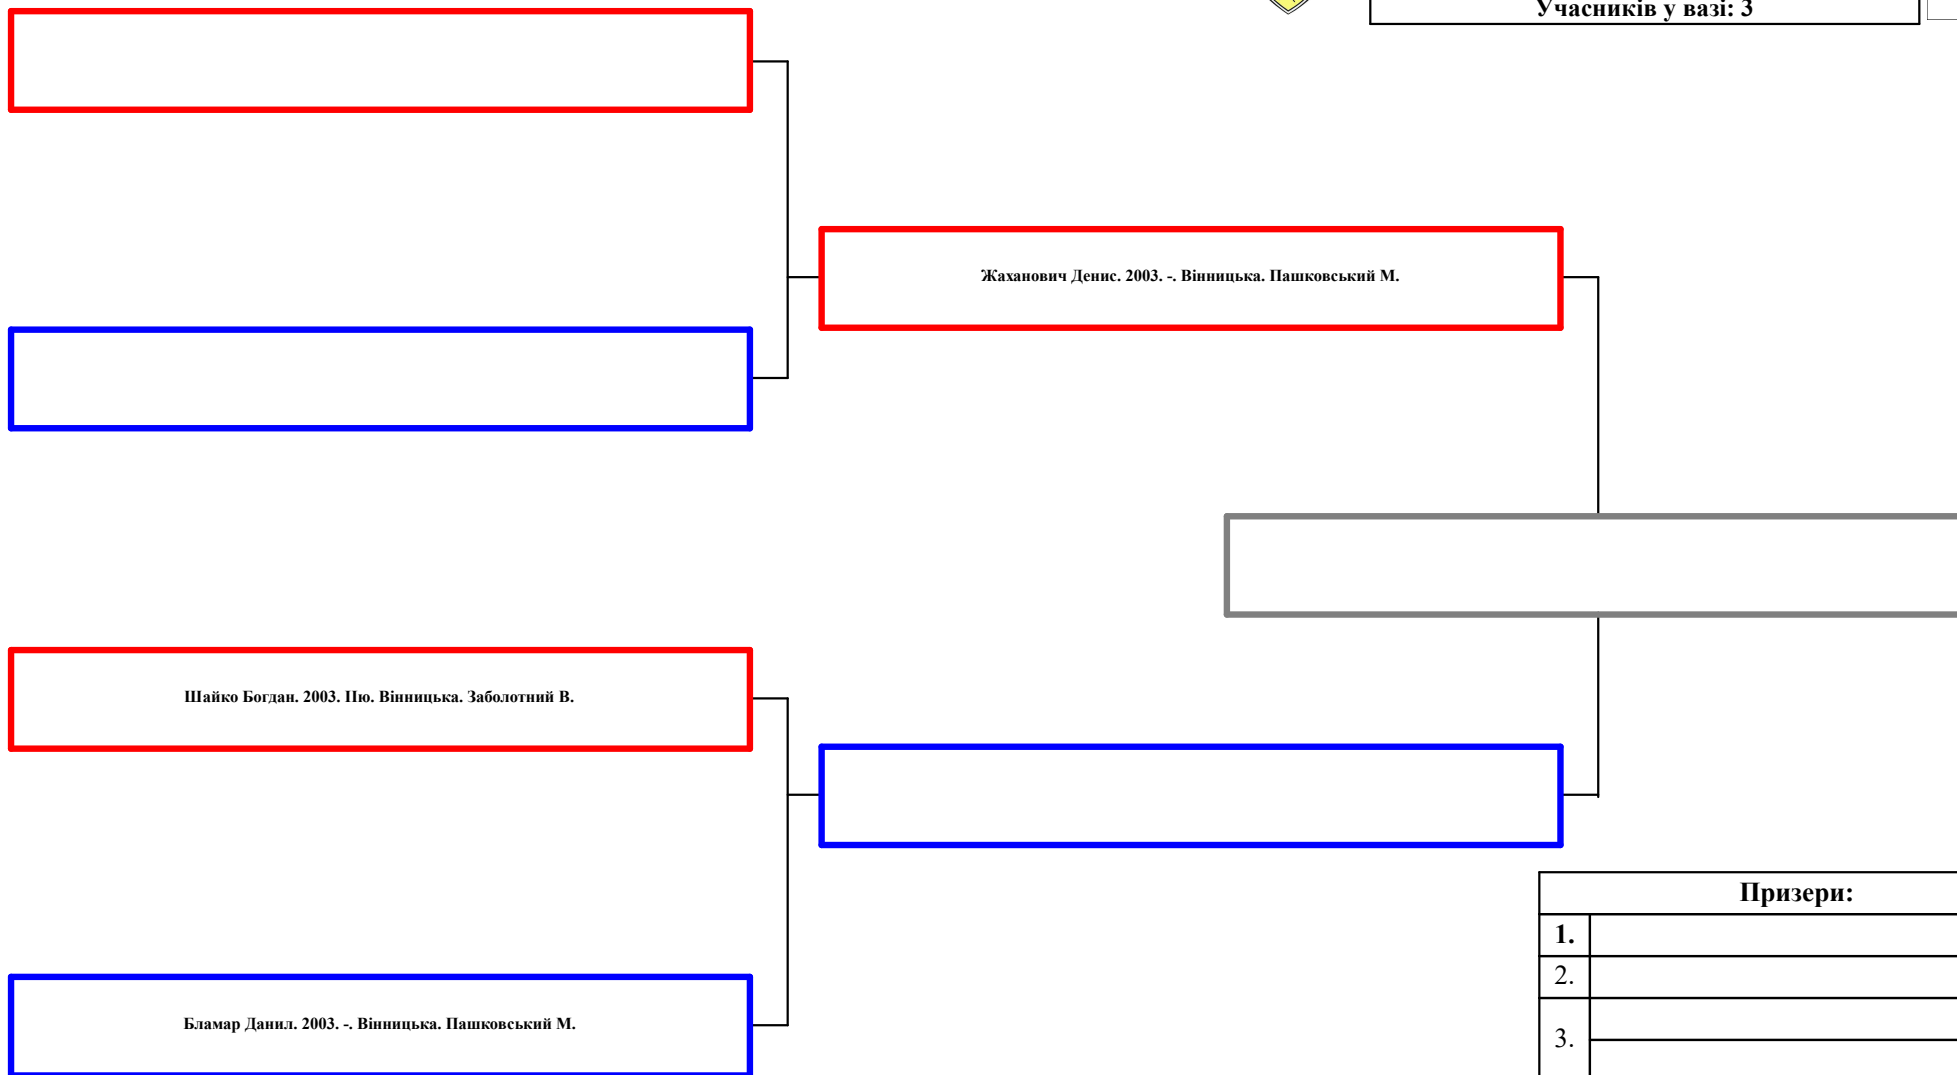 Учасників у вазі: 3
Жаханович Денис. 2003. -. Вінницька. Пашковський М.
Шайко Богдан. 2003. Пю. Вінницька. Заболотний В.
Бламар Данил. 2003. -. Вінницька. Пашковський М.
Призери:
1.
2.
3.